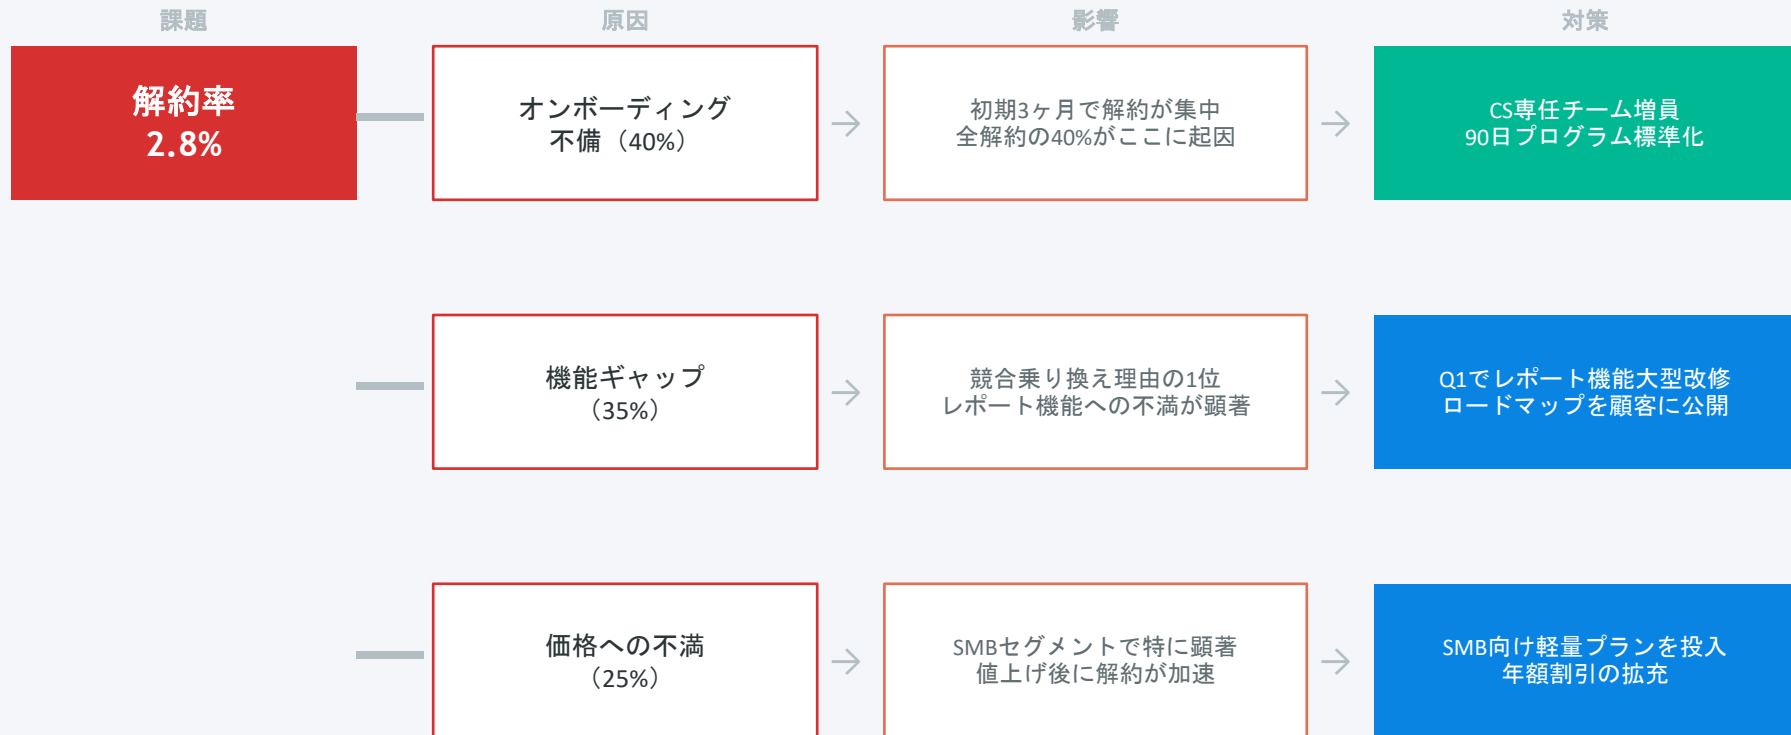 課題
原因
影響
対策
解約率
2.8%
オンボーディング
不備（40%）
初期3ヶ月で解約が集中
全解約の40%がここに起因
CS専任チーム増員
90日プログラム標準化
機能ギャップ
（35%）
競合乗り換え理由の1位
レポート機能への不満が顕著
Q1でレポート機能大型改修
ロードマップを顧客に公開
価格への不満
（25%）
SMBセグメントで特に顕著
値上げ後に解約が加速
SMB向け軽量プランを投入
年額割引の拡充